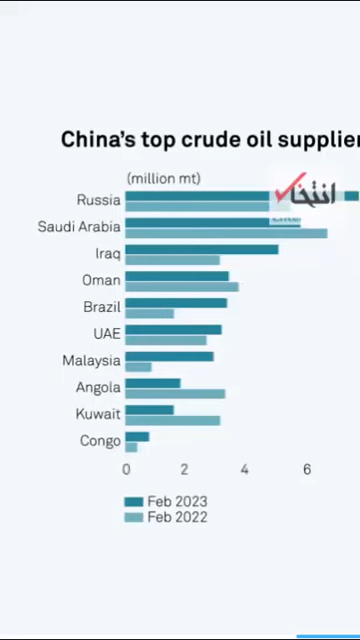 China's top crude oil supplier
(million mt)
انتخاب
Russia
Saudi Arabia
Iraq
Oman
Brazil
UAE
Malaysia
Angola
Kuwait
Congo
0 2 4 6
Feb 2023
Feb 2022